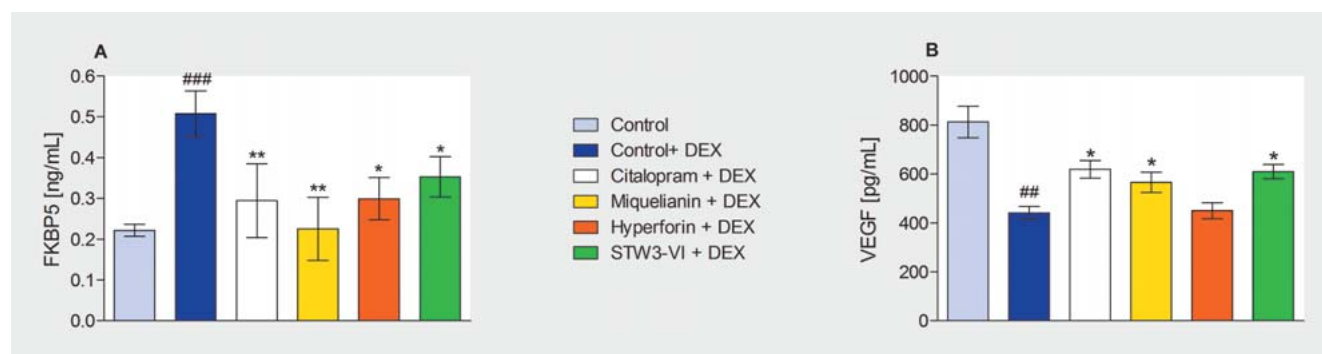 A
FKBP5 [ng/mL]
0.6
0.5
0.4
0.3
0.2
0.1
0.0
###
**
**
*
*
Control
Control+ DEX
Citalopram + DEX
Miquelianin + DEX
Hyperforin + DEX
STW3-VI + DEX
B
VEGF [pg/mL]
1000
800
600
400
200
0
##
*
*
*